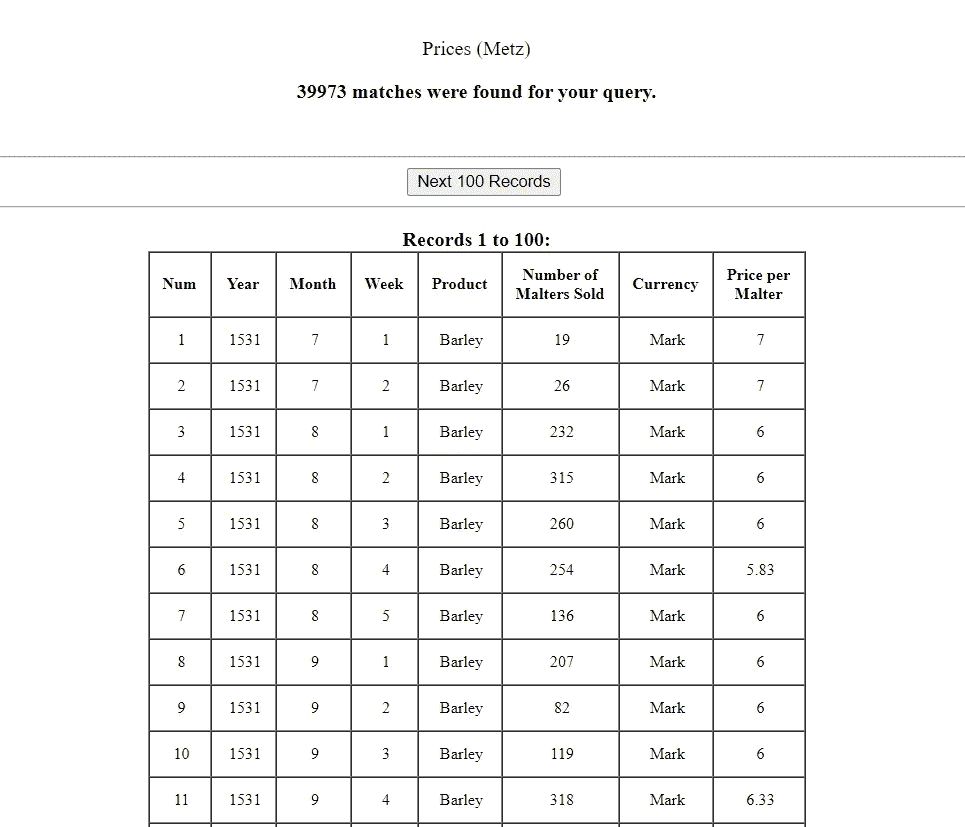 Prices (Metz)
39973 matches were found for your query.
Next 100 Records
Records 1 to 100:
Num Year Month Week Product Number of Malters Sold Currency Price per Malter
1 1531 7 1 Barley 19 Mark 7
2 1531 7 2 Barley 26 Mark 7
3 1531 8 1 Barley 232 Mark 6
4 1531 8 2 Barley 315 Mark 6
5 1531 8 3 Barley 260 Mark 6
6 1531 8 4 Barley 254 Mark 5.83
7 1531 8 5 Barley 136 Mark 6
8 1531 9 1 Barley 207 Mark 6
9 1531 9 2 Barley 82 Mark 6
10 1531 9 3 Barley 119 Mark 6
11 1531 9 4 Barley 318 Mark 6.33